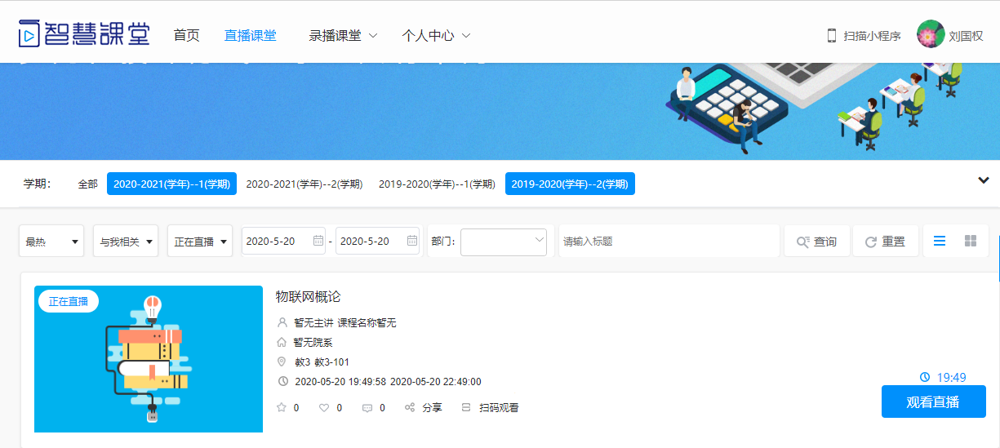 智慧课堂 首页 直播课堂 录播课堂 个人中心 扫描小程序 刘国权
学期: 全部 2020-2021(学年)--1(学期) 2020-2021(学年)--2(学期) 2019-2020(学年)--1(学期) 2019-2020(学年)--2(学期)
最热 与我相关 正在直播 2020-5-20 - 2020-5-20 部门: 请输入标题 查询 重置
正在直播
物联网概论
暂无主讲 课程名称暂无
暂无院系
教3 教3-101
2020-05-20 19:49:58 2020-05-20 22:49:00
19:49
0 0 0 分享 扫码观看
观看直播